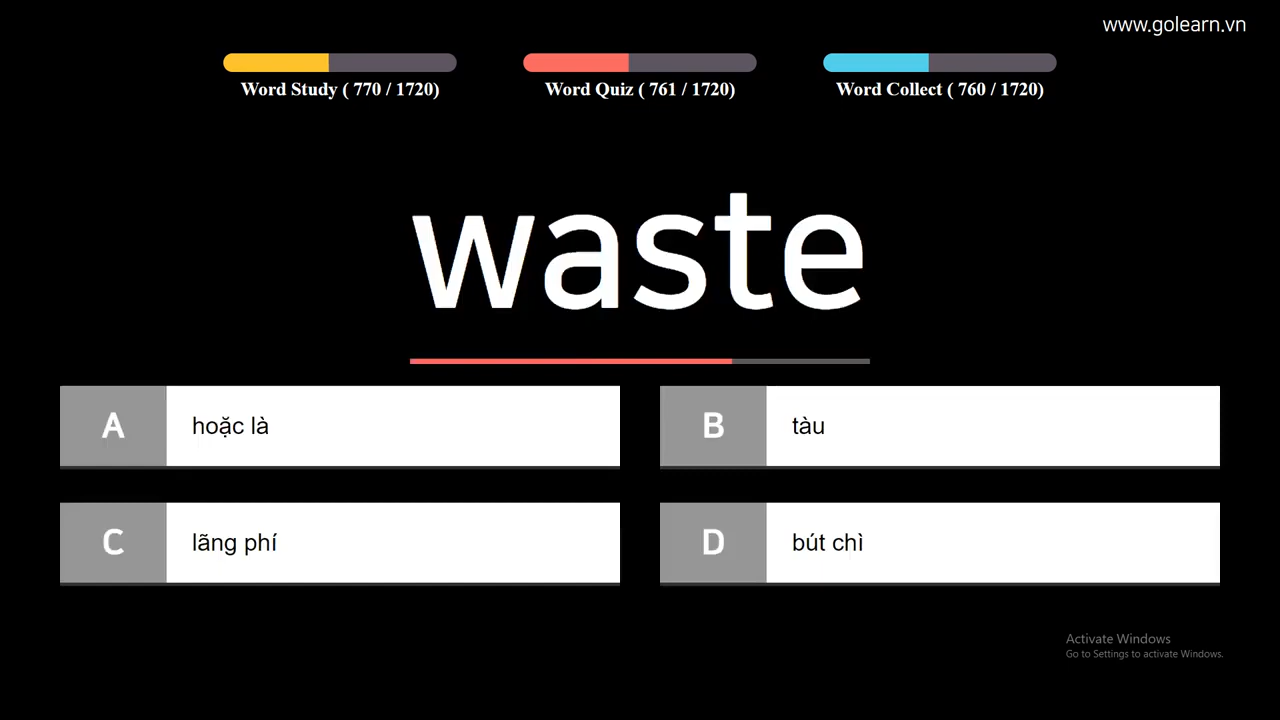 www.golearn.vn
Word Study ( 770 / 1720)
Word Quiz ( 761 / 1720)
Word Collect ( 760 / 1720)
waste
A hoặc là
B tàu
C lãng phí
D bút chì
Activate Windows
Go to Settings to activate Windows.